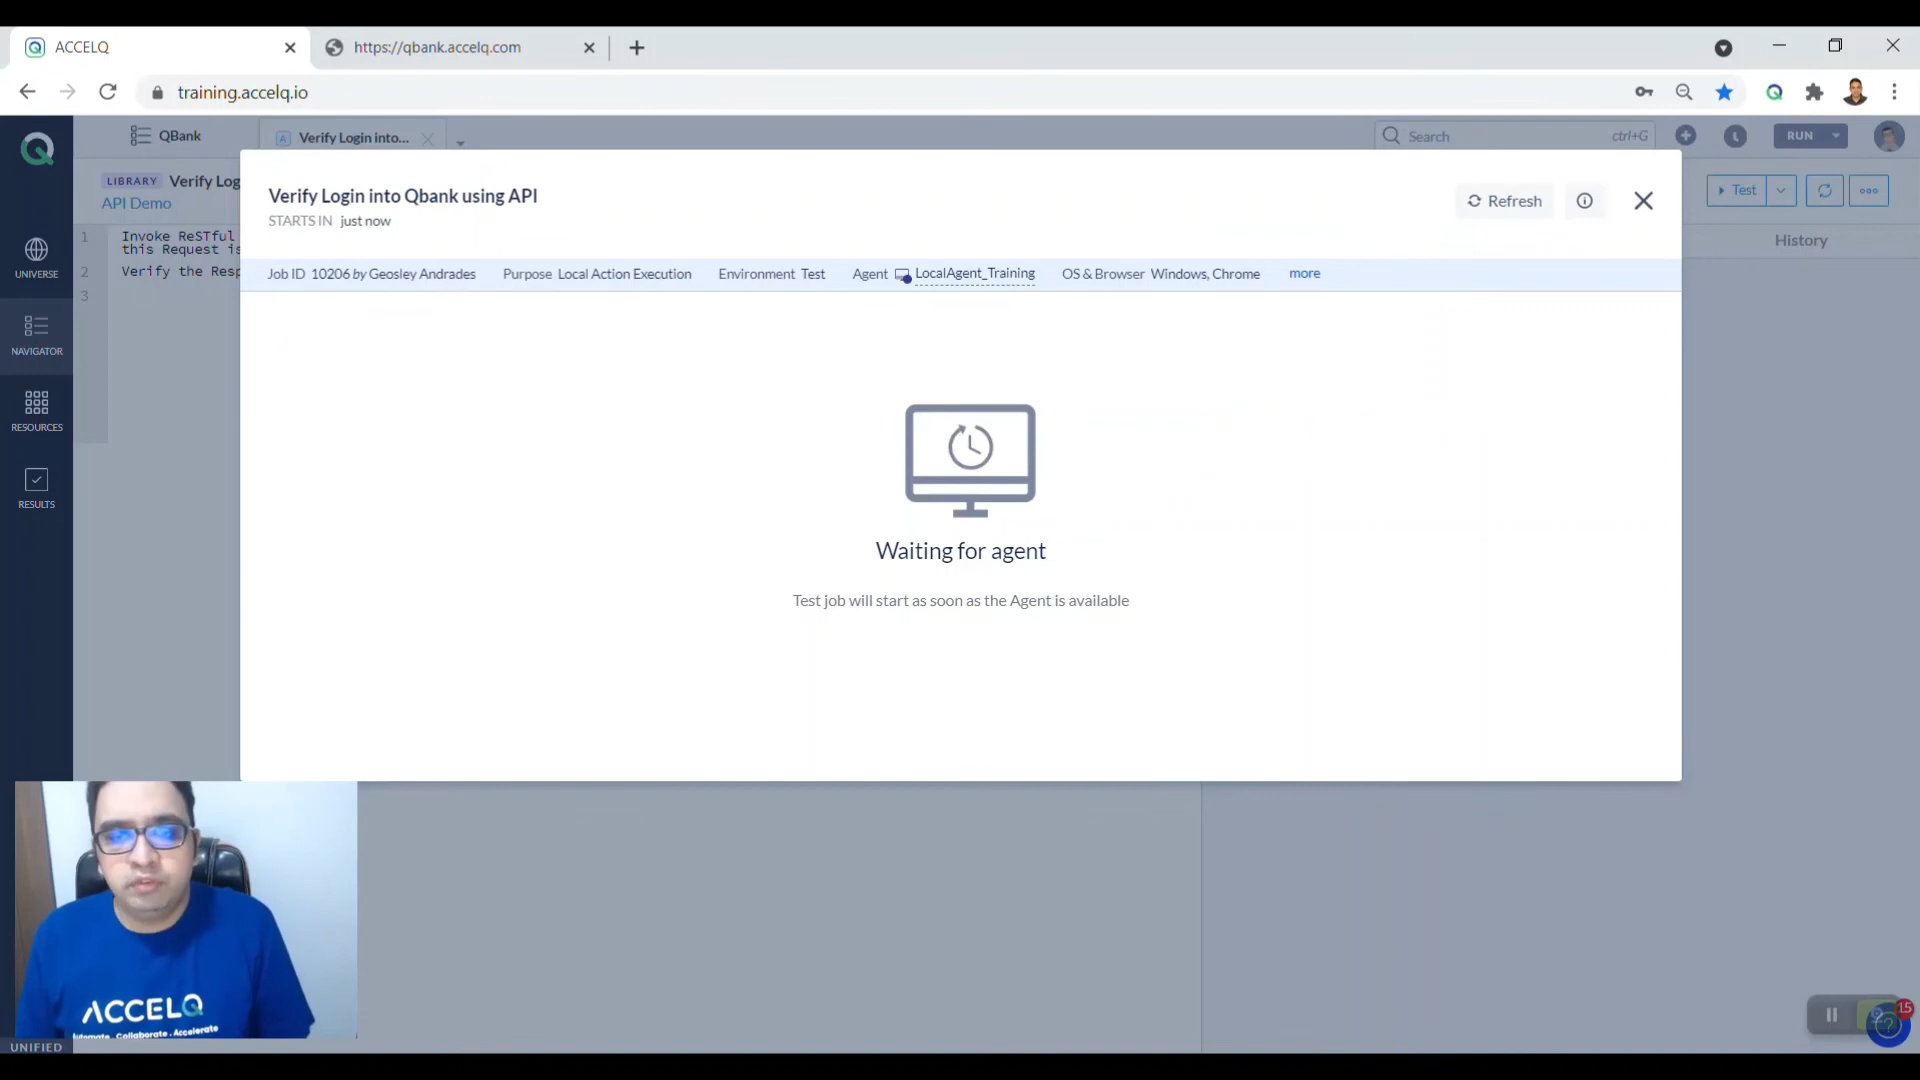 ACCELQ
https://qbank.accelq.com
training.accelq.io
QBank
Verify Login into...
Search
ctrl+G
RUN
LIBRARY
Verify Log
API Demo
Test
History
1
Invoke ReSTful
this Request is
2
Verify the Resp
3
UNIVERSE
NAVIGATOR
RESOURCES
RESULTS
UNIFIED
Verify Login into Qbank using API
STARTS IN just now
Refresh
Job ID 10206 by Geosley Andrades
Purpose Local Action Execution
Environment Test
Agent LocalAgent_Training
OS & Browser Windows, Chrome
more
Waiting for agent
Test job will start as soon as the Agent is available
ACCELQ
Automate. Collaborate. Accelerate
15